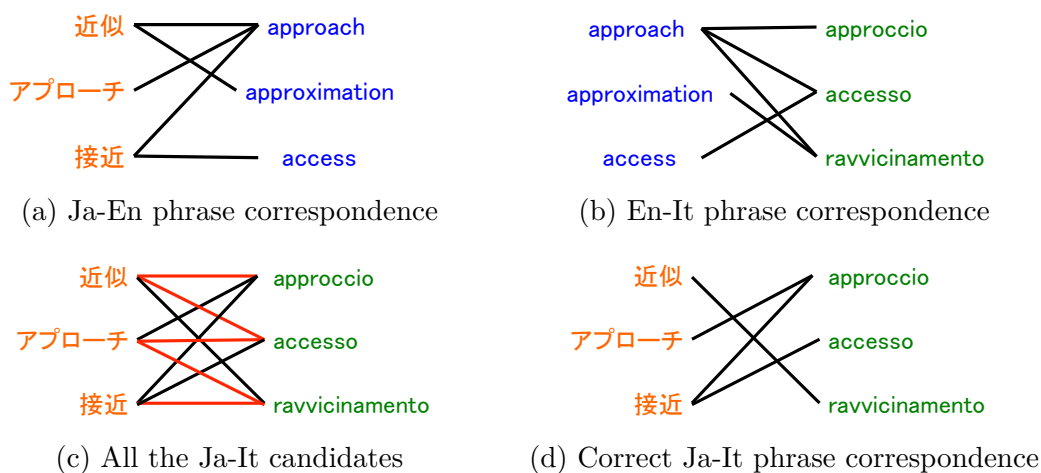 近似 approach
アプローチ approximation
接近 access
(a) Ja-En phrase correspondence
approach approccio
approximation accesso
access ravvicinamento
(b) En-It phrase correspondence
近似 approccio
アプローチ accesso
接近 ravvicinamento
(c) All the Ja-It candidates
近似 approccio
アプローチ accesso
接近 ravvicinamento
(d) Correct Ja-It phrase correspondence